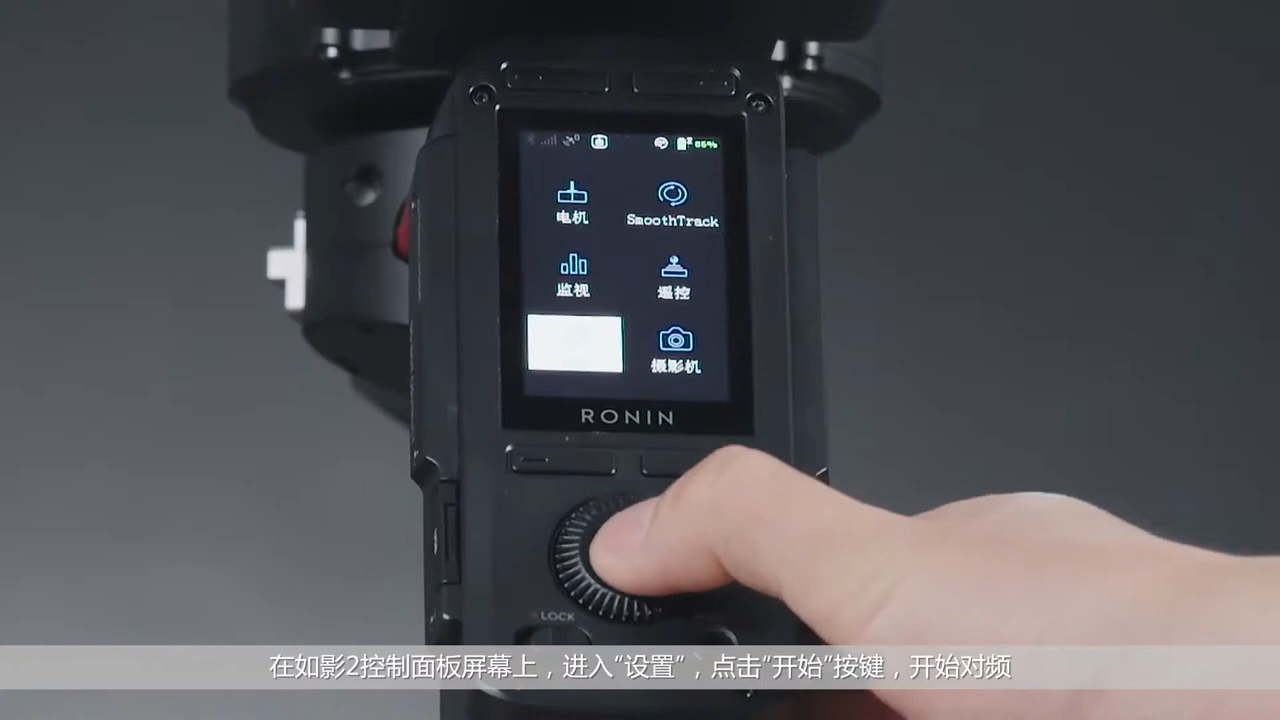 66%
电机 SmoothTrack
监视 遥控
摄影机
RONIN
LOCK
在如影2控制面板屏幕上，进入"设置"，点击"开始"按键，开始对频